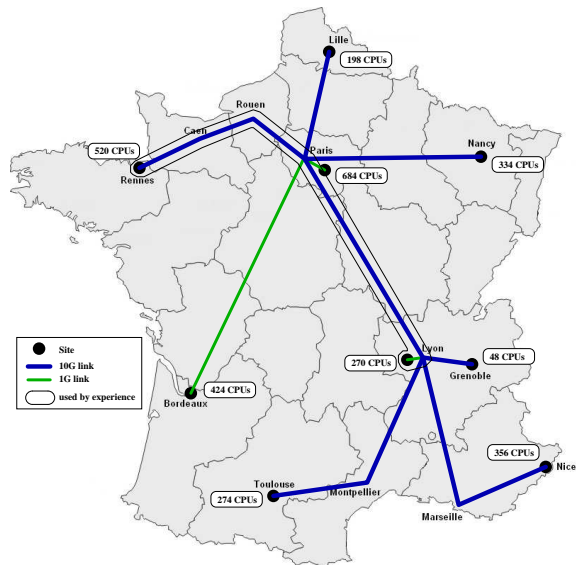 Lille
198 CPUs
Rouen
Caen
Paris
Nancy
520 CPUs
334 CPUs
Rennes
684 CPUs
Lyon
270 CPUs
48 CPUs
Grenoble
Site
10G link
1G link
used by experience
424 CPUs
Bordeaux
356 CPUs
Nice
Toulouse
274 CPUs
Montpellier
Marseille